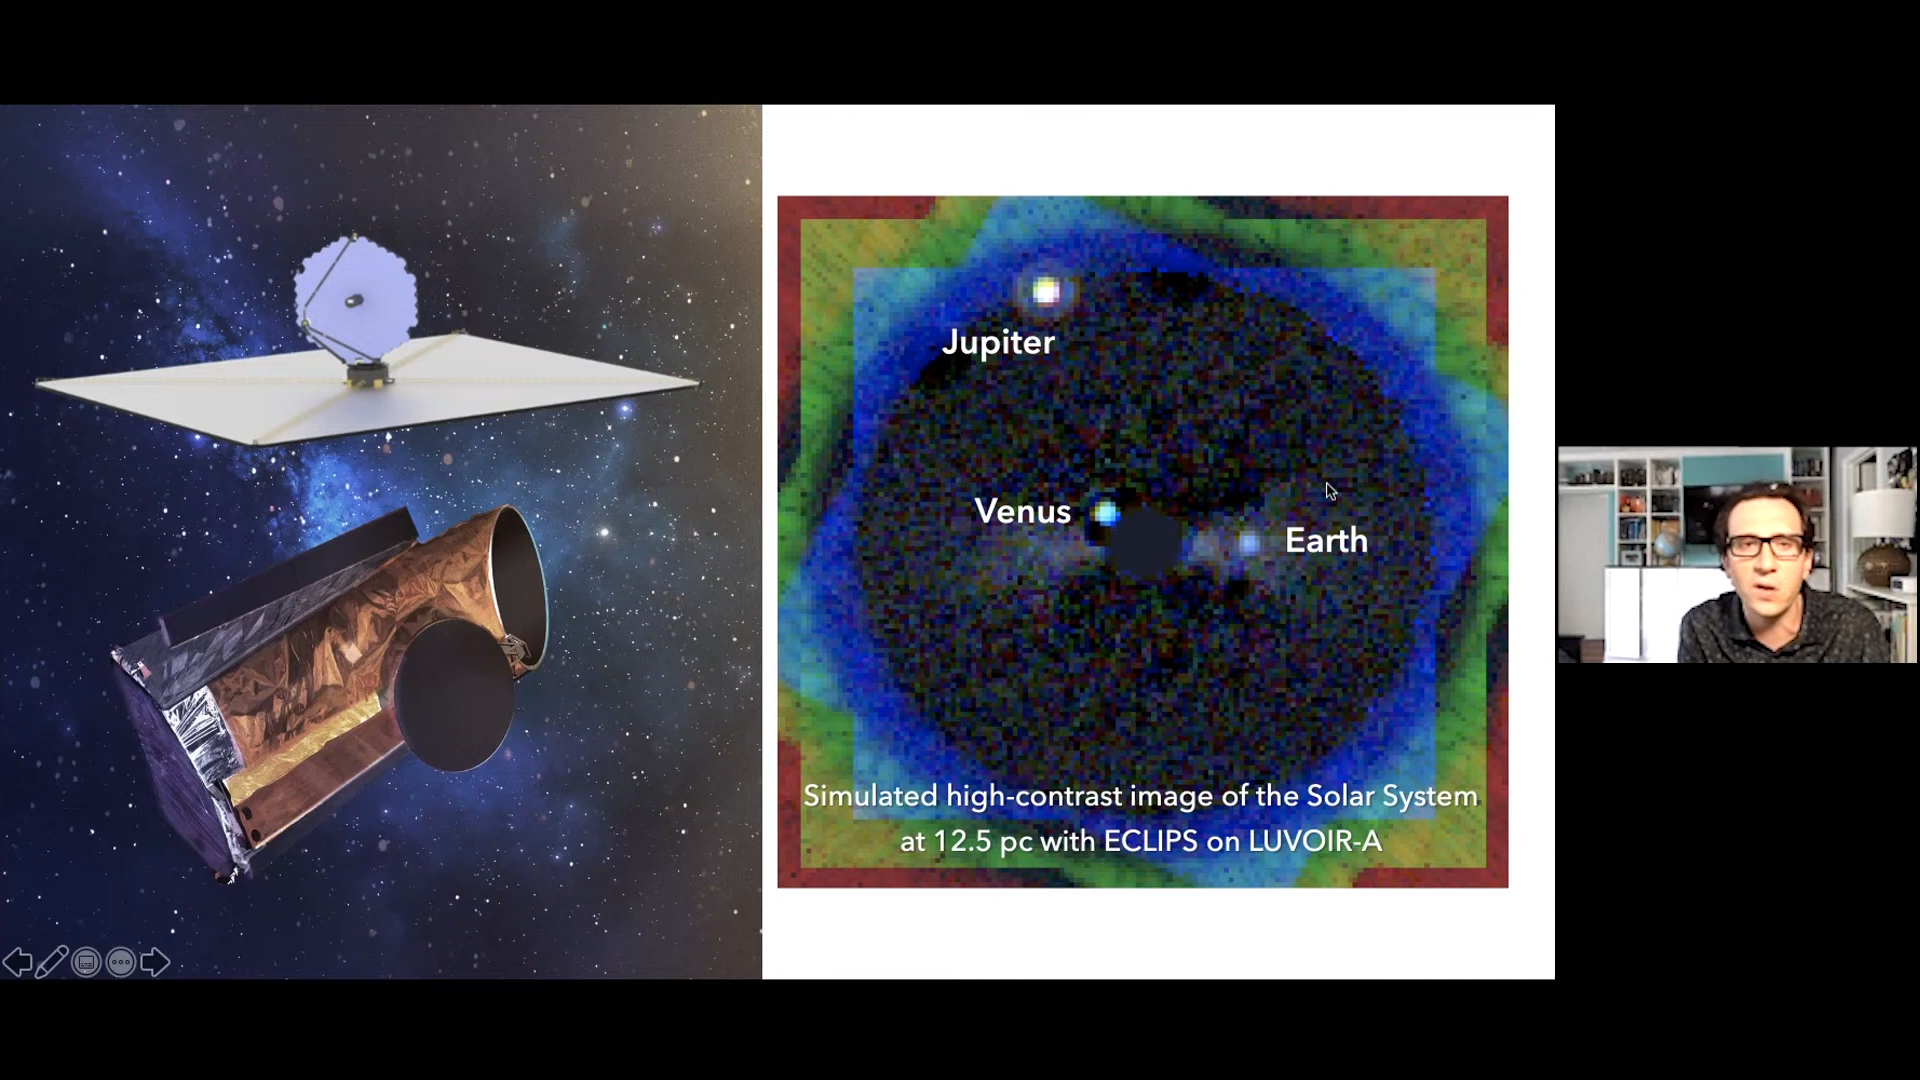 Jupiter
Venus
Earth
Simulated high-contrast image of the Solar System
at 12.5 pc with ECLIPS on LUVOIR-A